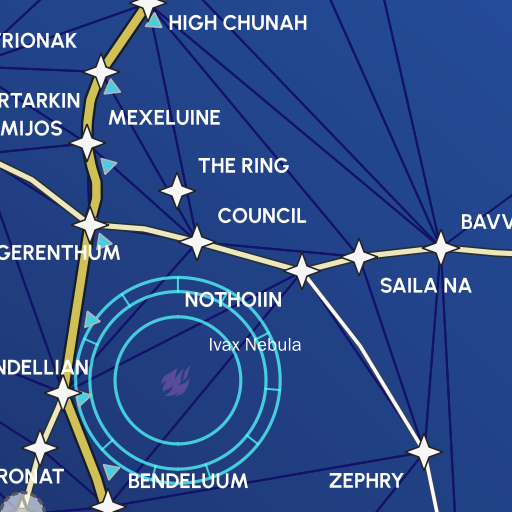 HIGH CHUNAH
TRIONAK
RTARKIN
MIJOS
MEXELUINE
THE RING
COUNCIL
BAVV
GERENTHUM
SAILA NA
NOTHOIIN
Ivax Nebula
NDELLIAN
RONAT
BENDELUUM
ZEPHRY